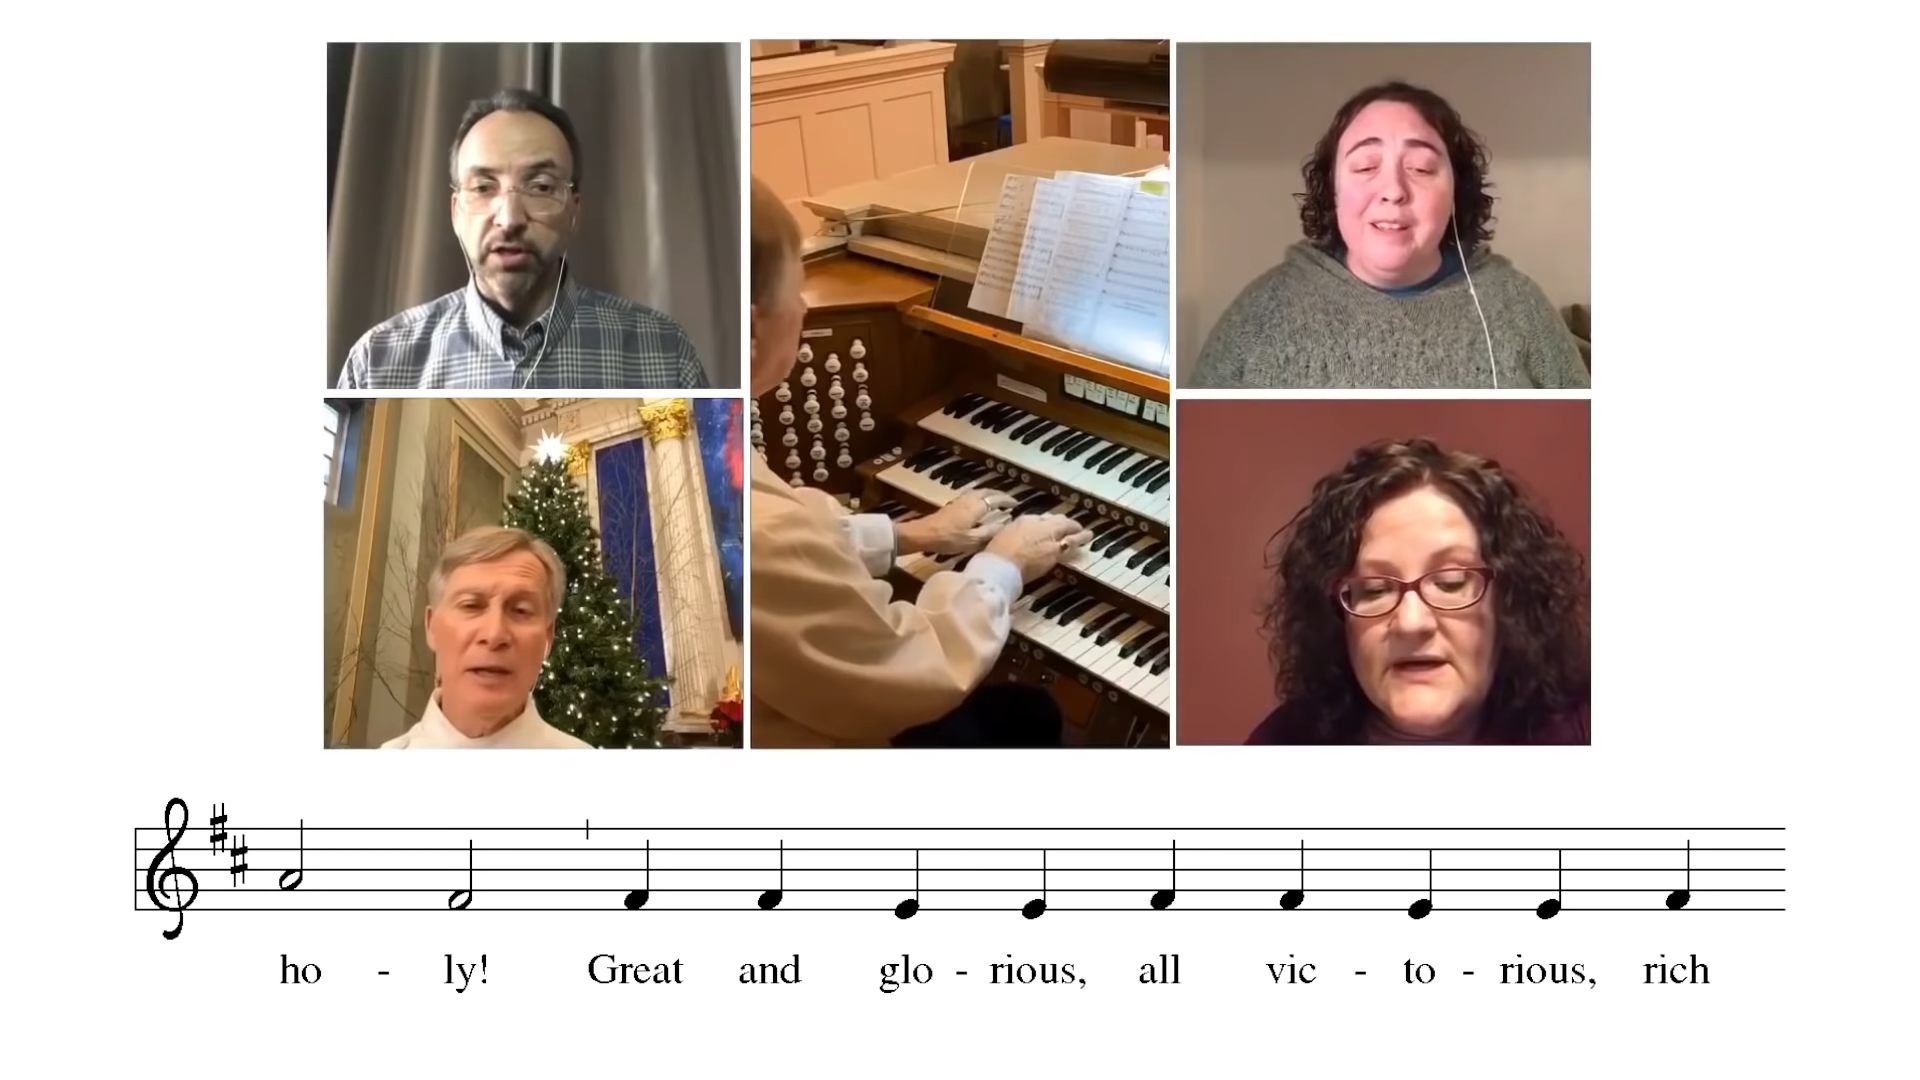 ho - ly! Great and glo - rious, all vic - to - rious, rich